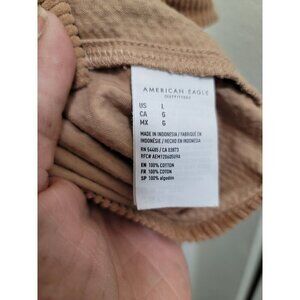 AMERICAN EAGLE
OUTFITTERS
US L
CA G
MX G
MADE IN INDONESIA / FABRIQUÉ EN
INDONÉSIE / HECHO EN INDONESIA
RN 54485 / CA 03873
EN 100% COTTON
FR 100% COTON
SP 100% algodón